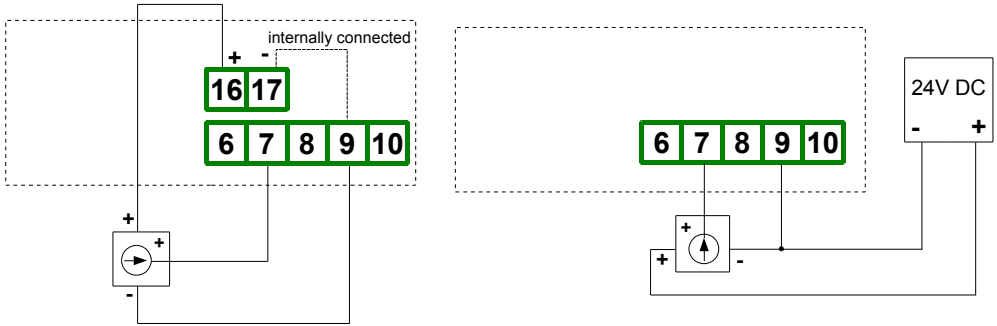 internally connected
+ -
16 17
6 7 8 9 10
+
+
-
24V DC
- +
6 7 8 9 10
+
+ -